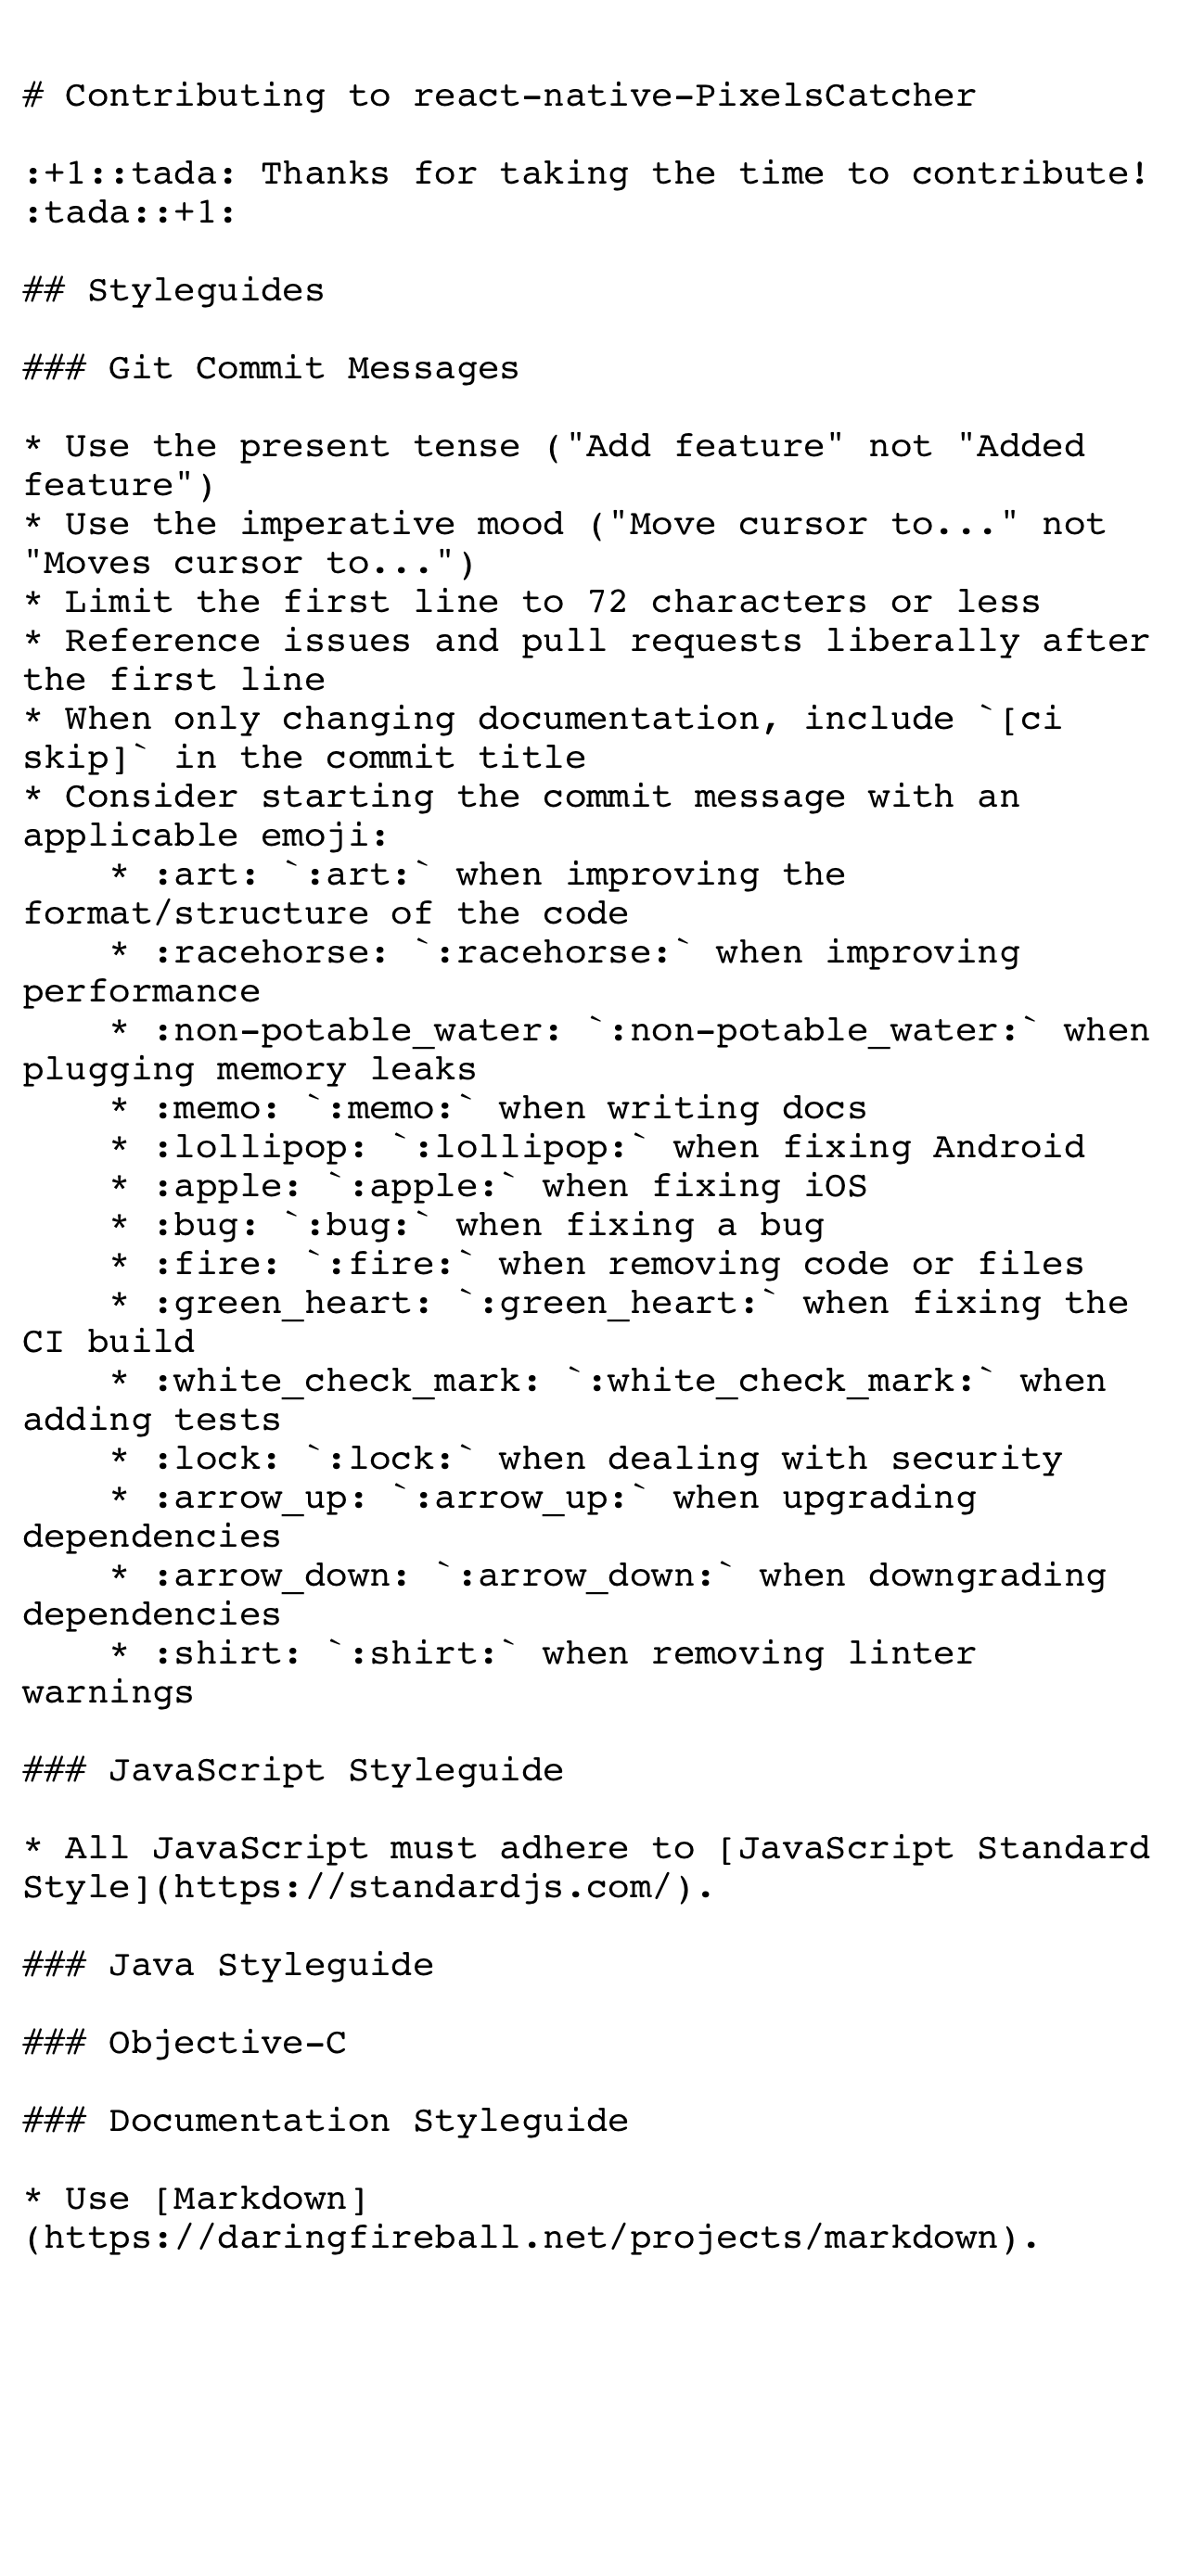 # Contributing to react-native-PixelsCatcher
:+1::tada: Thanks for taking the time to contribute!
:tada::+1:
## Styleguides
### Git Commit Messages
* Use the present tense ("Add feature" not "Added
feature")
* Use the imperative mood ("Move cursor to..." not
"Moves cursor to...")
* Limit the first line to 72 characters or less
* Reference issues and pull requests liberally after
the first line
* When only changing documentation, include `[ci
skip]` in the commit title
* Consider starting the commit message with an
applicable emoji:
    * :art: `:art:` when improving the
format/structure of the code
    * :racehorse: `:racehorse:` when improving
performance
    * :non-potable_water: `:non-potable_water:` when
plugging memory leaks
    * :memo: `:memo:` when writing docs
    * :lollipop: `:lollipop:` when fixing Android
    * :apple: `:apple:` when fixing iOS
    * :bug: `:bug:` when fixing a bug
    * :fire: `:fire:` when removing code or files
    * :green_heart: `:green_heart:` when fixing the
CI build
    * :white_check_mark: `:white_check_mark:` when
adding tests
    * :lock: `:lock:` when dealing with security
    * :arrow_up: `:arrow_up:` when upgrading
dependencies
    * :arrow_down: `:arrow_down:` when downgrading
dependencies
    * :shirt: `:shirt:` when removing linter
warnings
### JavaScript Styleguide
* All JavaScript must adhere to [JavaScript Standard
Style](https://standardjs.com/).
### Java Styleguide
### Objective-C
### Documentation Styleguide
* Use [Markdown]
(https://daringfireball.net/projects/markdown).